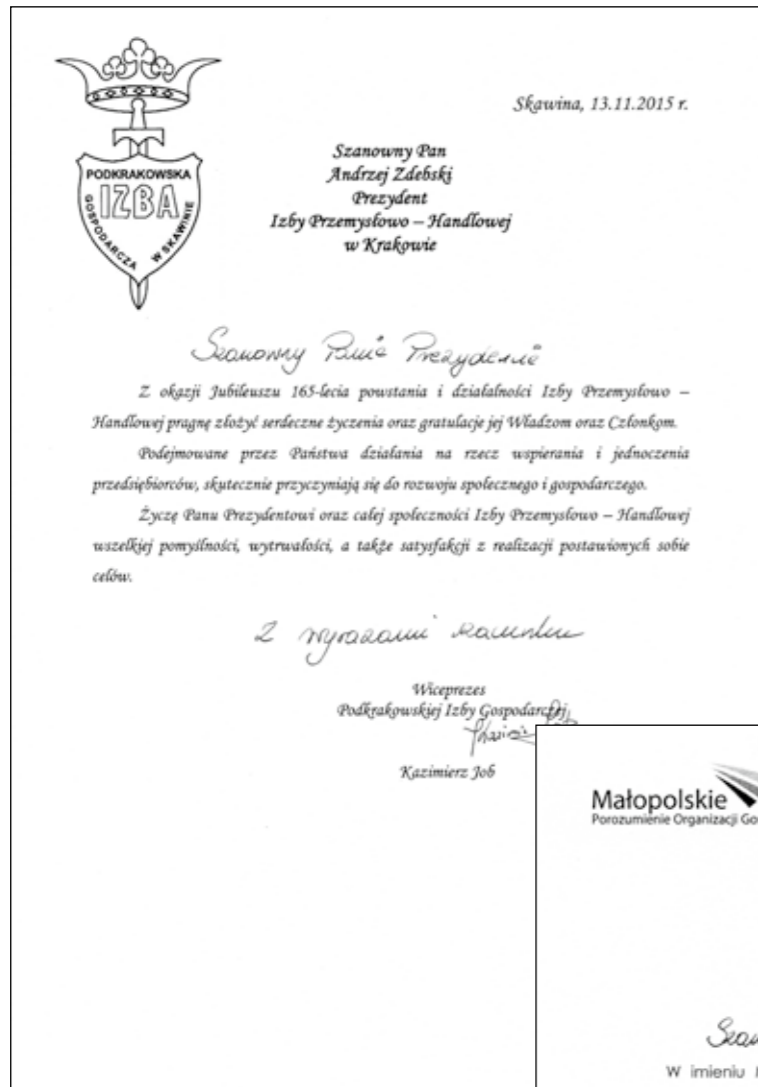 PODKRAKOWSKA
IZBA
GOSPODARCZA W SKAWINIE
Skawina, 13.11.2015 r.
Szanowny Pan
Andrzej Zdebski
Prezydent
Izby Przemysłowo – Handlowej
w Krakowie
Szanowny Panie Prezydencie
Z okazji Jubileuszu 165-lecia powstania i działalności Izby Przemysłowo –
Handlowej pragnę złożyć serdeczne życzenia oraz gratulacje jej Władzom oraz Członkom.
Podejmowane przez Państwa działania na rzecz wspierania i jednoczenia
przedsiębiorców, skutecznie przyczyniają się do rozwoju społecznego i gospodarczego.
Życzę Panu Prezydentowi oraz całej społeczności Izby Przemysłowo – Handlowej
wszelkiej pomyślności, wytrwałości, a także satysfakcji z realizacji postawionych sobie
celów.
Z wyrazami szacunku
Wiceprezes
Podkrakowskiej Izby Gospodarczej
Kazimierz Job
Małopolskie
Porozumienie Organizacji Go
Szan
W imieniu